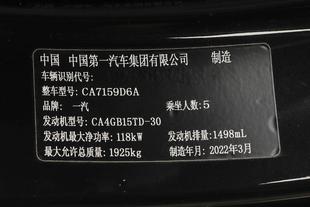 中国 中国第一汽车集团有限公司 制造
车辆识别代号:
整车型号: CA7159D6A
品牌: 一汽 乘坐人数: 5
发动机型号: CA4GB15TD-30
发动机最大净功率: 118kW 发动机排量: 1498mL
最大允许总质量: 1925kg 制造年月: 2022年3月